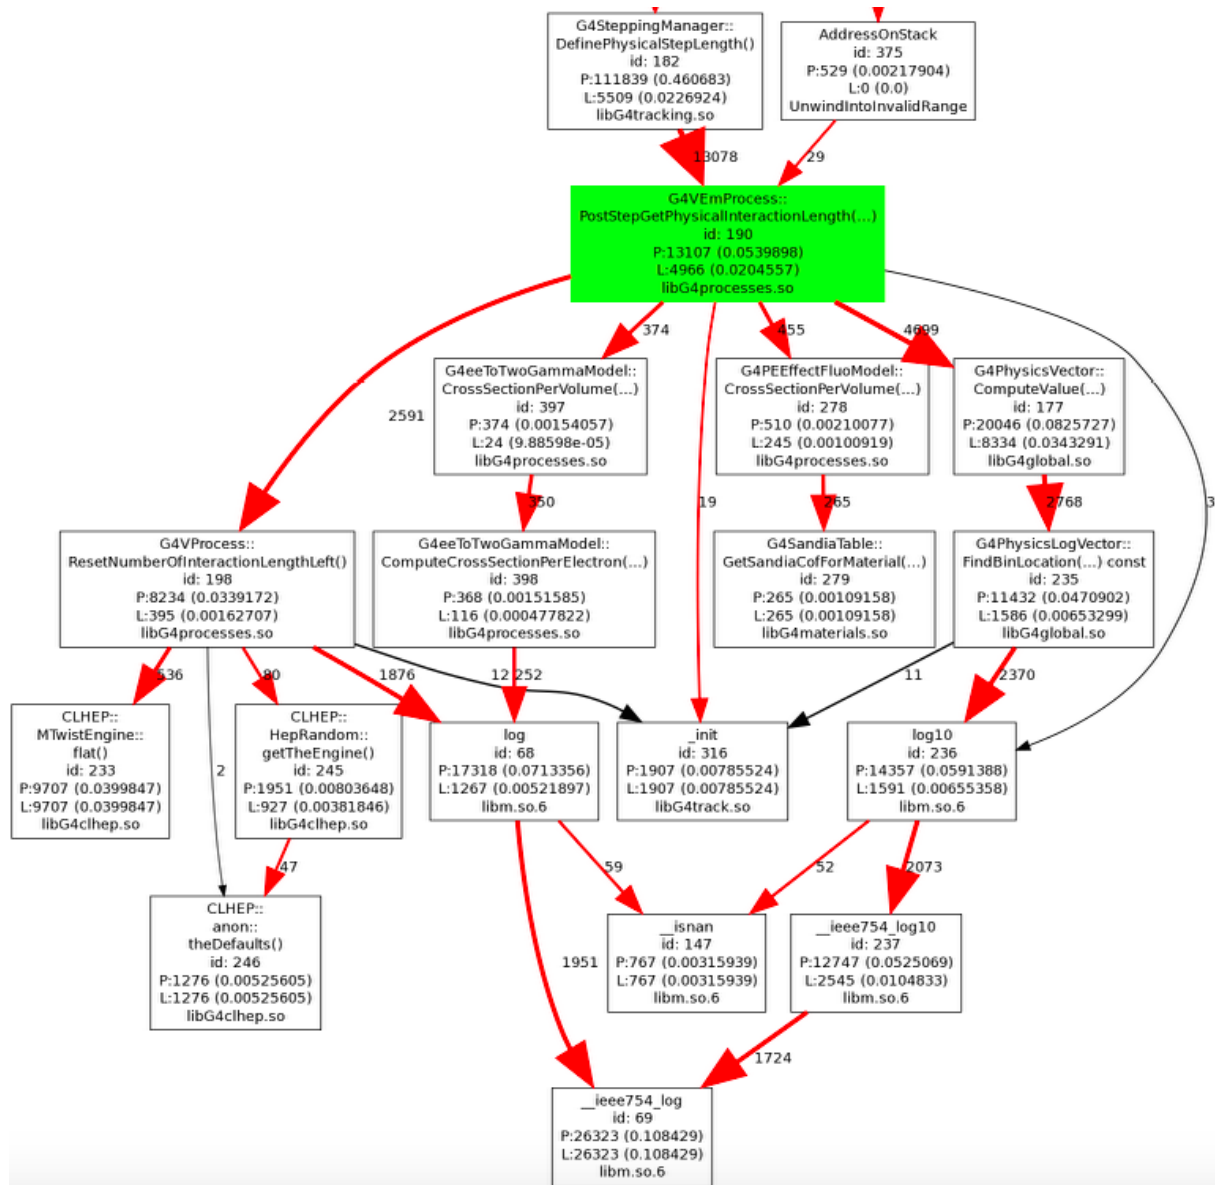 G4SteppingManager::
DefinePhysicalStepLength()
id: 182
P:111839 (0.460683)
L:5509 (0.0226924)
libG4tracking.so
AddressOnStack
id: 375
P:529 (0.00217904)
L:0 (0.0)
UnwindIntoInvalidRange
13078
29
G4VEmProcess::
PostStepGetPhysicalInteractionLength(...)
id: 190
P:13107 (0.0539898)
L:4966 (0.0204557)
libG4processes.so
374
455
4699
G4eeToTwoGammaModel::
CrossSectionPerVolume(...)
id: 397
P:374 (0.00154057)
L:24 (9.88598e-05)
libG4processes.so
G4PEEffectFluoModel::
CrossSectionPerVolume(...)
id: 278
P:510 (0.00210077)
L:245 (0.00100919)
libG4processes.so
G4PhysicsVector::
ComputeValue(...)
id: 177
P:20046 (0.0825727)
L:8334 (0.0343291)
libG4global.so
2591
350
19
265
2768
3
G4VProcess::
ResetNumberOfInteractionLengthLeft()
id: 198
P:8234 (0.0339172)
L:395 (0.00162707)
libG4processes.so
G4eeToTwoGammaModel::
ComputeCrossSectionPerElectron(...)
id: 398
P:368 (0.00151585)
L:116 (0.000477822)
libG4processes.so
G4SandiaTable::
GetSandiaCofForMaterial(...)
id: 279
P:265 (0.00109158)
L:265 (0.00109158)
libG4materials.so
G4PhysicsLogVector::
FindBinLocation(...) const
id: 235
P:11432 (0.0470902)
L:1586 (0.00653299)
libG4global.so
536
2
80
1876
12
252
11
2370
CLHEP::
MTwistEngine::
flat()
id: 233
P:9707 (0.0399847)
L:9707 (0.0399847)
libG4clhep.so
CLHEP::
HepRandom::
getTheEngine()
id: 245
P:1951 (0.00803648)
L:927 (0.00381846)
libG4clhep.so
log
id: 68
P:17318 (0.0713356)
L:1267 (0.00521897)
libm.so.6
_init
id: 316
P:1907 (0.00785524)
L:1907 (0.00785524)
libG4track.so
log10
id: 236
P:14357 (0.0591388)
L:1591 (0.00655358)
libm.so.6
47
59
52
2073
CLHEP::
anon::
theDefaults()
id: 246
P:1276 (0.00525605)
L:1276 (0.00525605)
libG4clhep.so
1951
__isnan
id: 147
P:767 (0.00315939)
L:767 (0.00315939)
libm.so.6
__ieee754_log10
id: 237
P:12747 (0.0525069)
L:2545 (0.0104833)
libm.so.6
1724
__ieee754_log
id: 69
P:26323 (0.108429)
L:26323 (0.108429)
libm.so.6